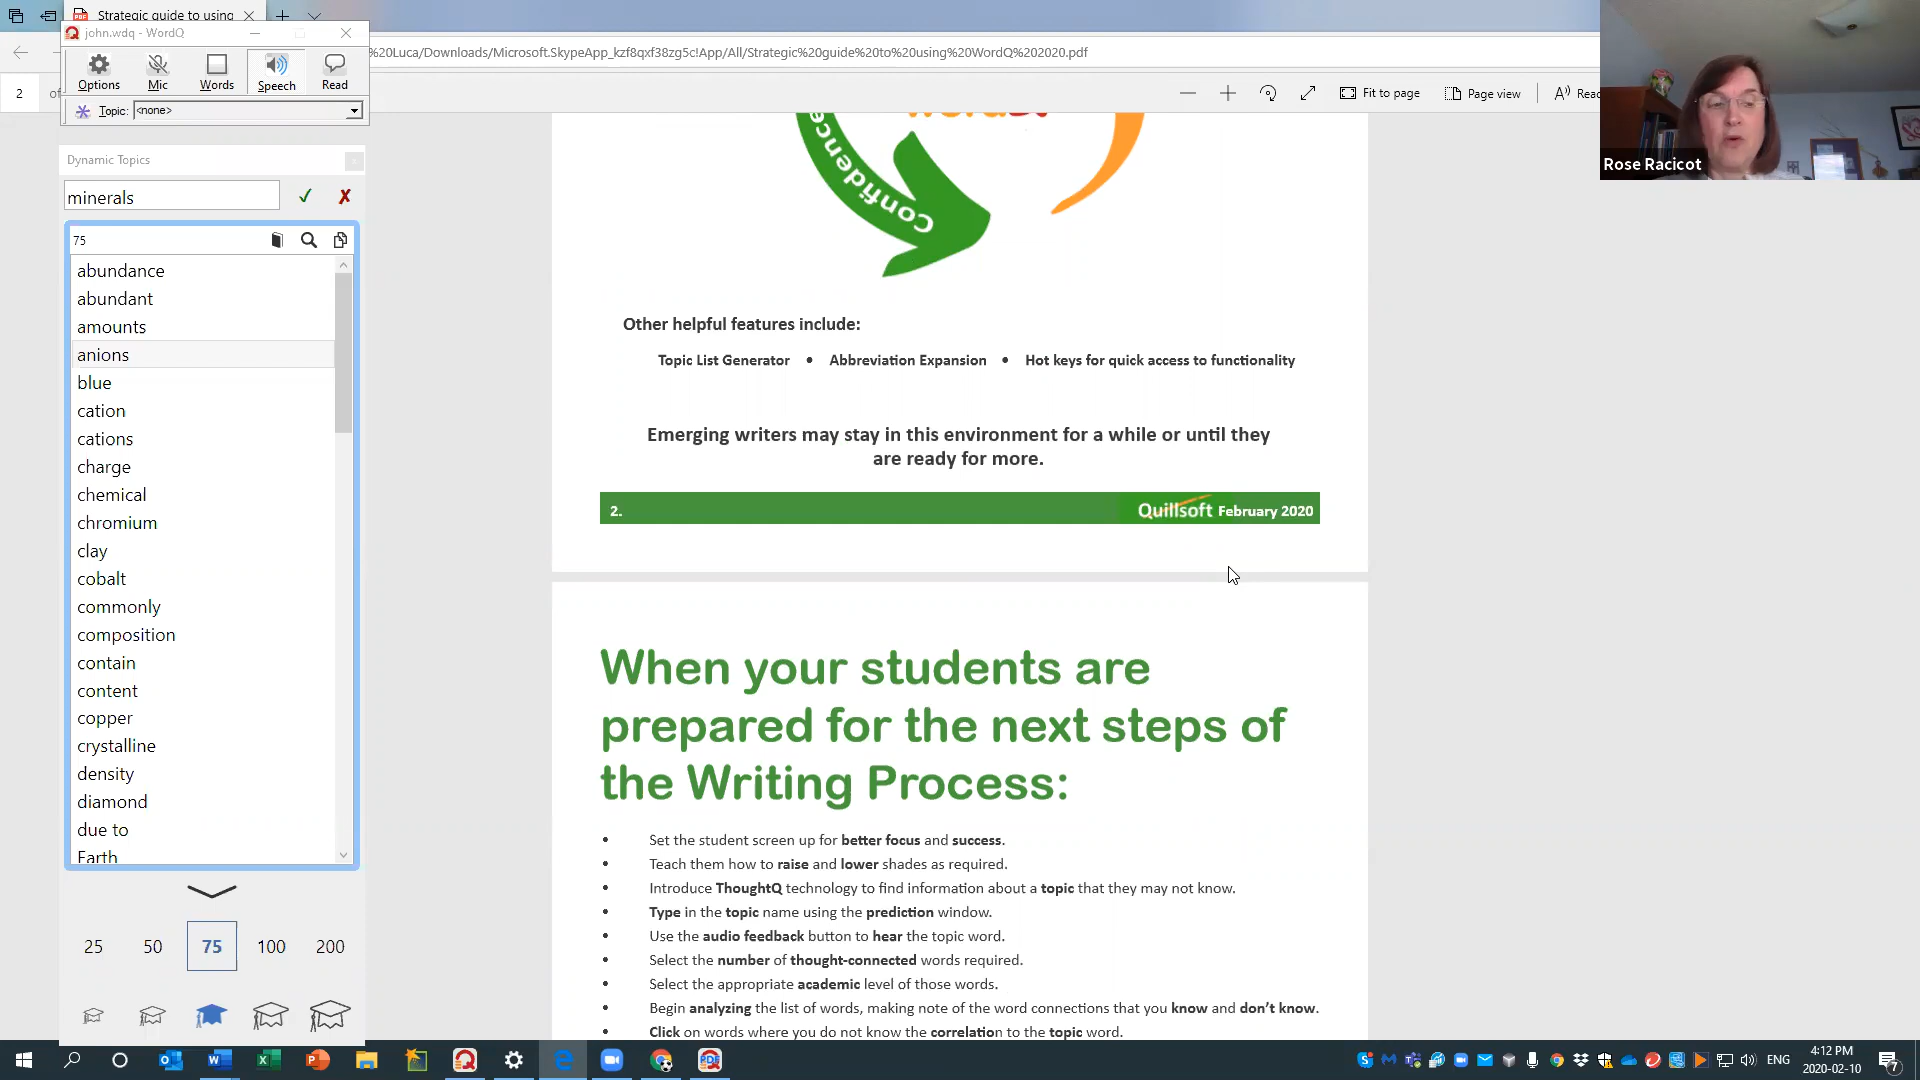 Strategic guide to using
john.wdq - WordQ
%20Luca/Downloads/Microsoft.SkypeApp_kzf8qxf38zg5c!App/All/Strategic%20guide%20to%20using%20WordQ%202020.pdf
Options
Mic
Words
Speech
Read
2
Fit to page
Page view
Topic:
<none>
Rose Racicot
Dynamic Topics
minerals
75
abundance
abundant
amounts
anions
blue
cation
cations
charge
chemical
chromium
clay
cobalt
commonly
composition
contain
content
copper
crystalline
density
diamond
due to
Earth
25 50 75 100 200
Confidence
Other helpful features include:
Topic List Generator • Abbreviation Expansion • Hot keys for quick access to functionality
Emerging writers may stay in this environment for a while or until they
are ready for more.
2. Quillsoft February 2020
When your students are
prepared for the next steps of
the Writing Process:
• Set the student screen up for better focus and success.
• Teach them how to raise and lower shades as required.
• Introduce ThoughtQ technology to find information about a topic that they may not know.
• Type in the topic name using the prediction window.
• Use the audio feedback button to hear the topic word.
• Select the number of thought-connected words required.
• Select the appropriate academic level of those words.
• Begin analyzing the list of words, making note of the word connections that you know and don't know.
• Click on words where you do not know the correlation to the topic word.
ENG
4:12 PM
2020-02-10
7